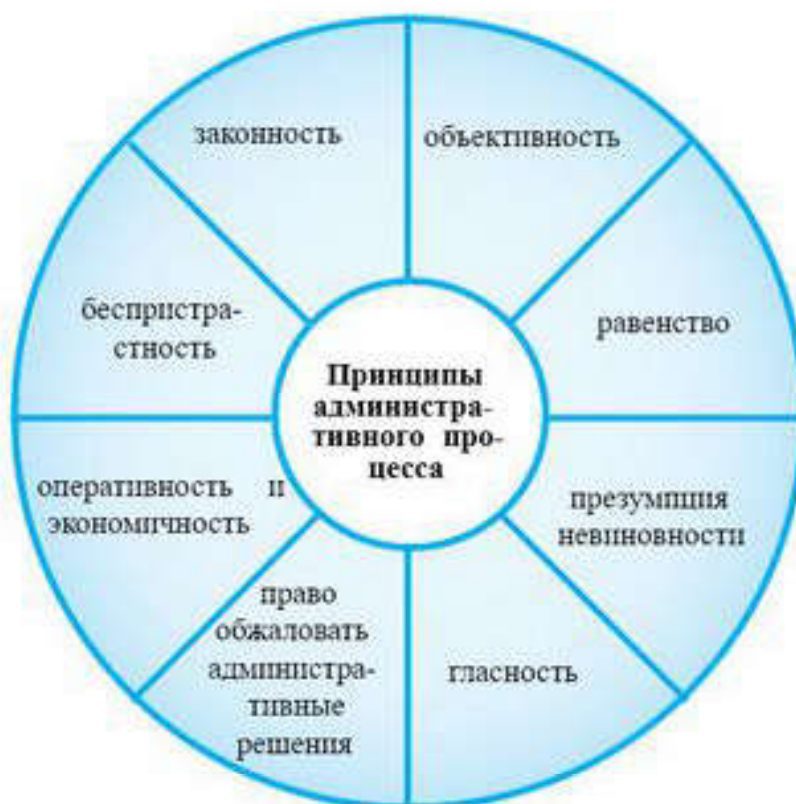 законность
объективность
равенство
презумпция
невиновности
гласность
право
обжаловать
администра-
тивные
решения
оперативность и
экономичность
беспристра-
стность
Принципы
администра-
тивного про-
цесса